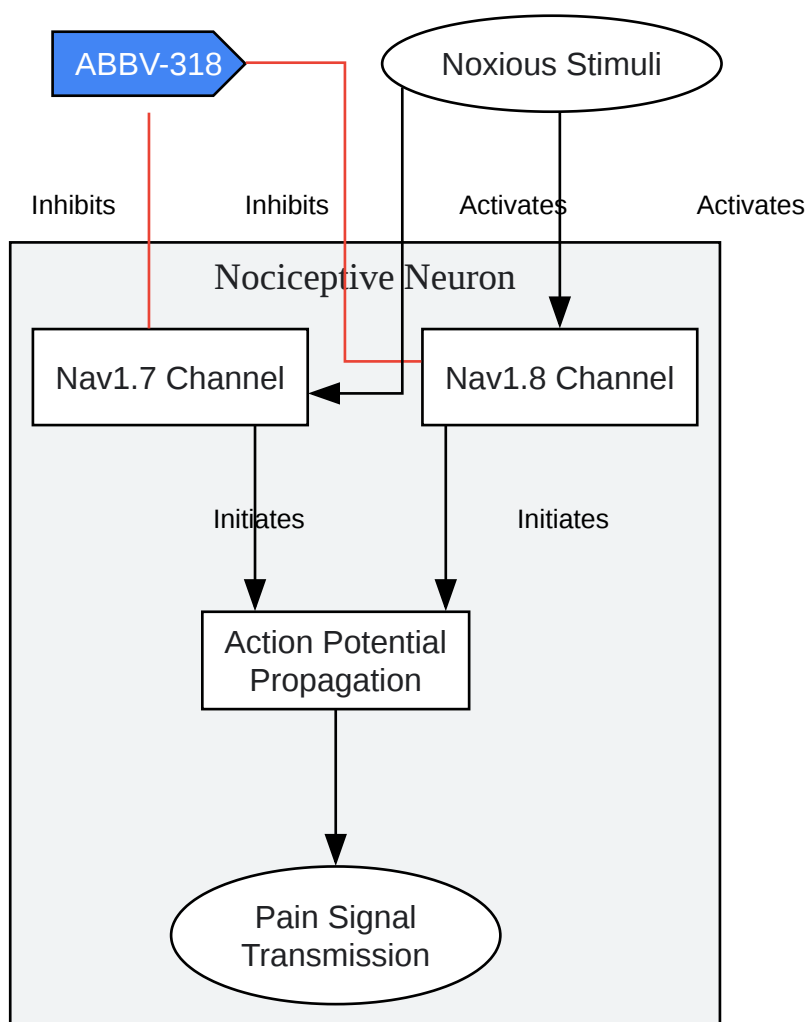 ABBV-318
Noxious Stimuli
Inhibits
Inhibits
Activates
Activates
Nociceptive Neuron
Nav1.7 Channel
Nav1.8 Channel
Initiates
Initiates
Action Potential
Propagation
Pain Signal
Transmission